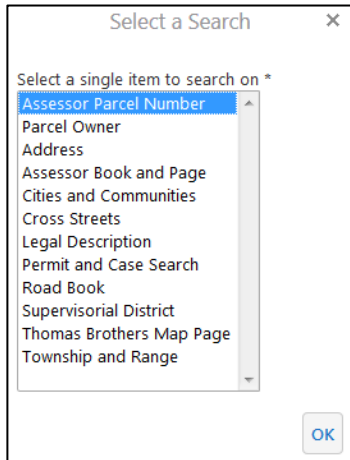 Select a Search
Select a single item to search on *
Assessor Parcel Number
Parcel Owner
Address
Assessor Book and Page
Cities and Communities
Cross Streets
Legal Description
Permit and Case Search
Road Book
Supervisorial District
Thomas Brothers Map Page
Township and Range
OK